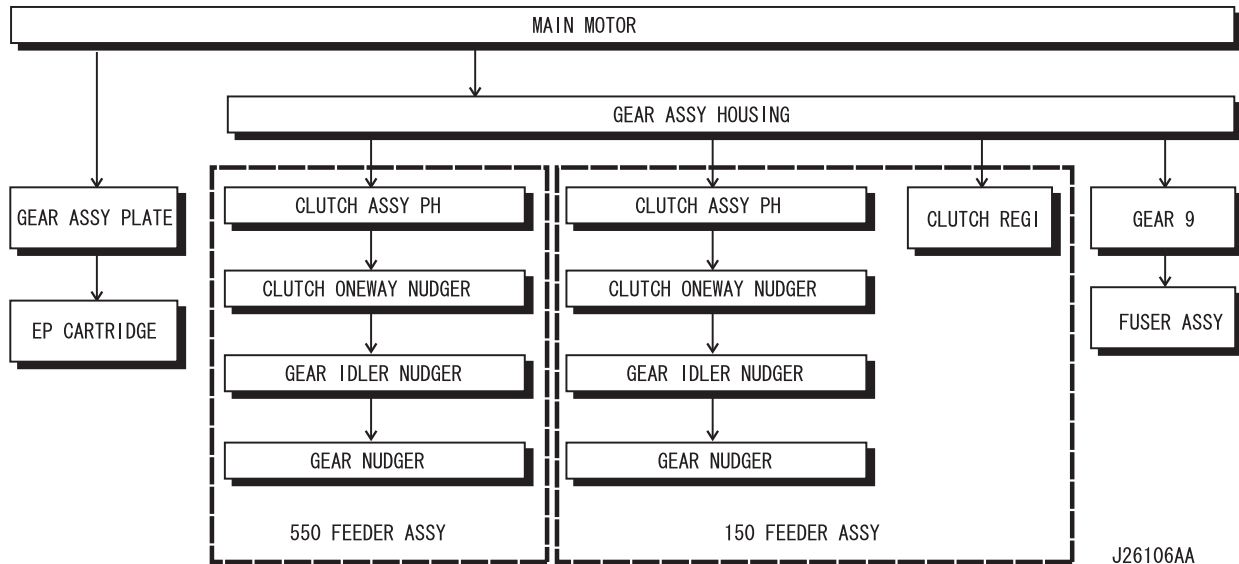 MAIN MOTOR
GEAR ASSY HOUSING
GEAR ASSY PLATE
CLUTCH ASSY PH
CLUTCH ASSY PH
CLUTCH REGI
GEAR 9
CLUTCH ONEWAY NUDGER
CLUTCH ONEWAY NUDGER
EP CARTRIDGE
FUSER ASSY
GEAR IDLER NUDGER
GEAR IDLER NUDGER
GEAR NUDGER
GEAR NUDGER
550 FEEDER ASSY
150 FEEDER ASSY
J26106AA